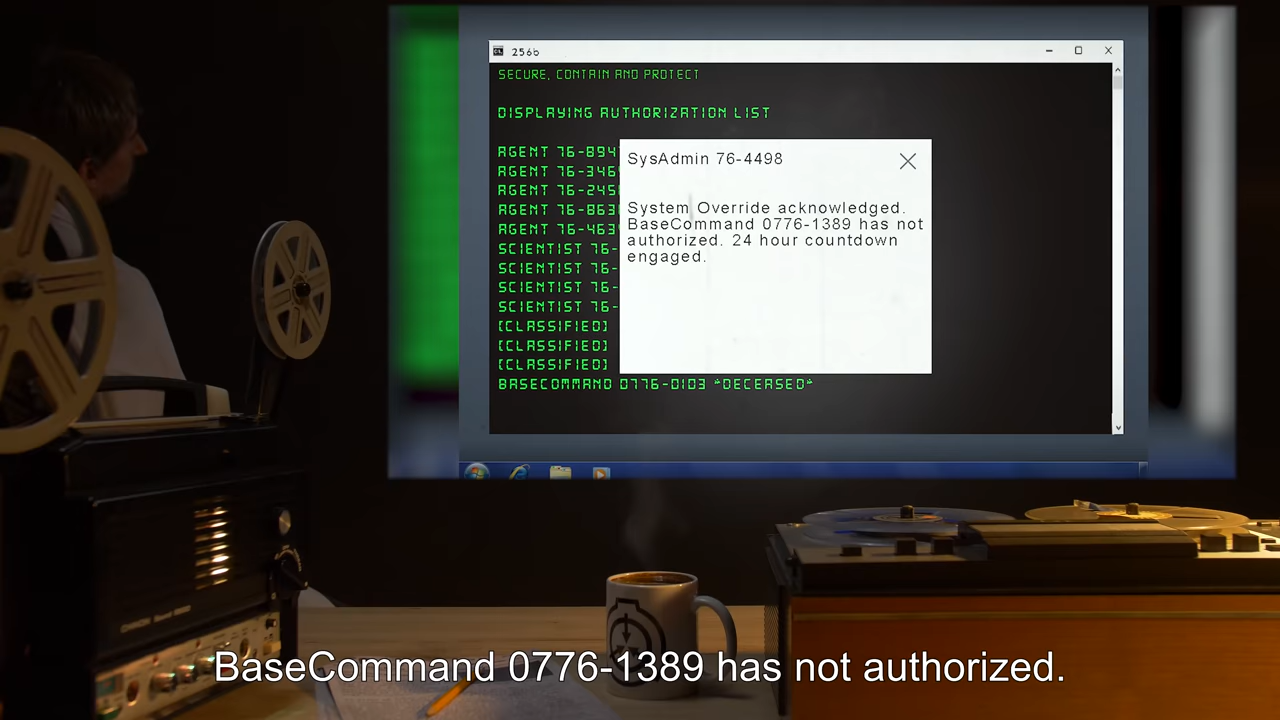 256b
SECURE, CONTAIN AND PROTECT
DISPLAYING AUTHORIZATION LIST
AGENT 76-894
AGENT 76-346
AGENT 76-245
AGENT 76-863
AGENT 76-463
SCIENTIST 76-
SCIENTIST 76-
SCIENTIST 76-
SCIENTIST 76-
[CLASSIFIED]
[CLASSIFIED]
[CLASSIFIED]
BASECOMMAND 0776-0103 *DECEASED*
SysAdmin 76-4498
System Override acknowledged.
BaseCommand 0776-1389 has not
authorized. 24 hour countdown
engaged.
BaseCommand 0776-1389 has not authorized.